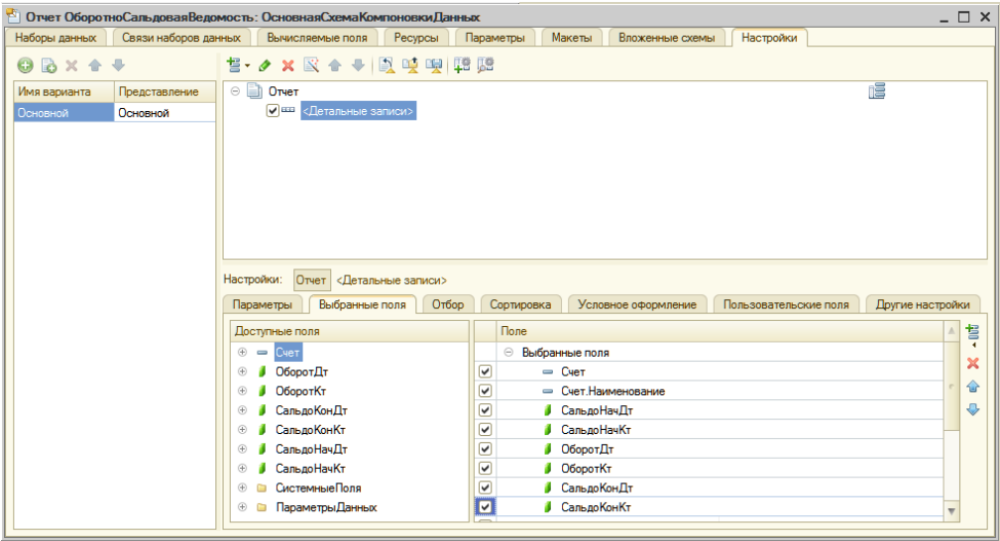 Отчет ОборотноСальдоваяВедомость: ОсновнаяСхемаКомпоновкиДанных
Наборы данных Связи наборов данных Вычисляемые поля Ресурсы Параметры Макеты Вложенные схемы Настройки
Имя варианта Представление
Основной Основной
Отчет
<Детальные записи>
Настройки: Отчет <Детальные записи>
Параметры Выбранные поля Отбор Сортировка Условное оформление Пользовательские поля Другие настройки
Доступные поля
Счет
ОборотДт
ОборотКт
СальдоКонДт
СальдоКонКт
СальдоНачДт
СальдоНачКт
СистемныеПоля
ПараметрыДанных
Поле
Выбранные поля
Счет
Счет.Наименование
СальдоНачДт
СальдоНачКт
ОборотДт
ОборотКт
СальдоКонДт
СальдоКонКт